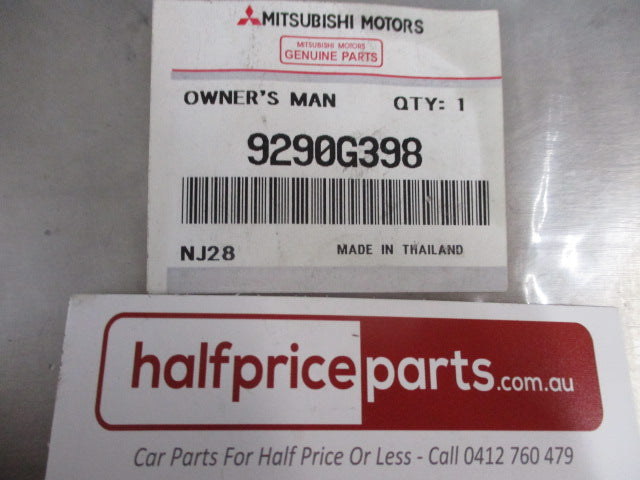 MITSUBISHI MOTORS
MITSUBISHI MOTORS
GENUINE PARTS
OWNER'S MAN QTY: 1
9290G398
NJ28 MADE IN THAILAND
halfpriceparts.com.au
Car Parts For Half Price Or Less - Call 0412 760 479